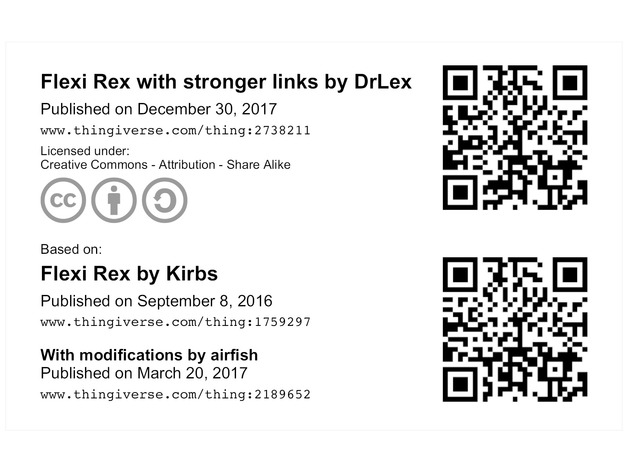 Flexi Rex with stronger links by DrLex
Published on December 30, 2017
www.thingiverse.com/thing:2738211
Licensed under:
Creative Commons - Attribution - Share Alike
cc
Based on:
Flexi Rex by Kirbs
Published on September 8, 2016
www.thingiverse.com/thing:1759297
With modifications by airfish
Published on March 20, 2017
www.thingiverse.com/thing:2189652